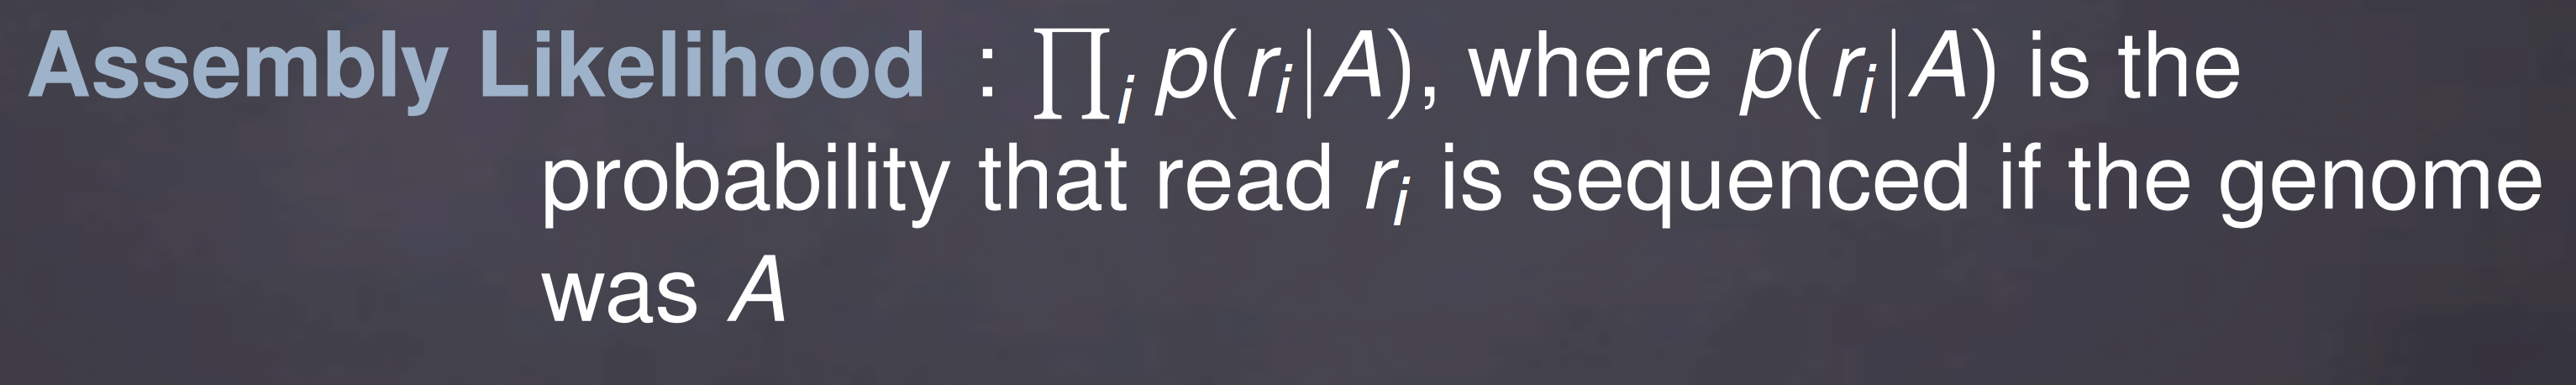 Assembly Likelihood : ∏ᵢ p(rᵢ|A), where p(rᵢ|A) is the
probability that read rᵢ is sequenced if the genome
was A